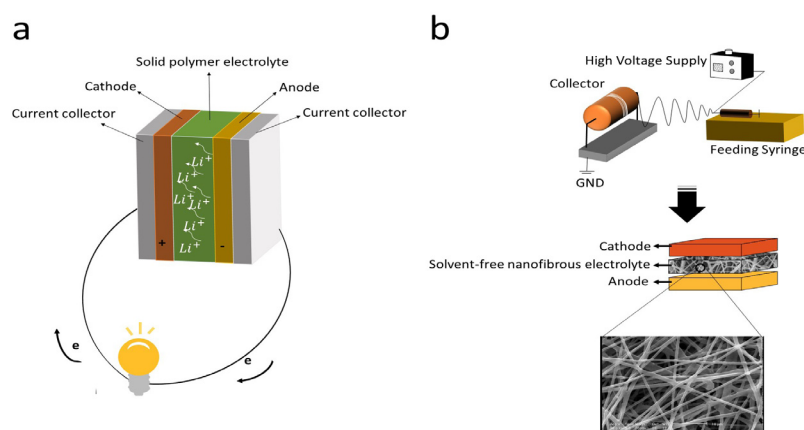 a
Solid polymer electrolyte
Cathode
Anode
Current collector
Current collector
Li+
Li+
Li+
Li+
Li+
Li+
+
-
e
e
b
High Voltage Supply
Collector
Feeding Syringe
GND
Cathode
Solvent-free nanofibrous electrolyte
Anode